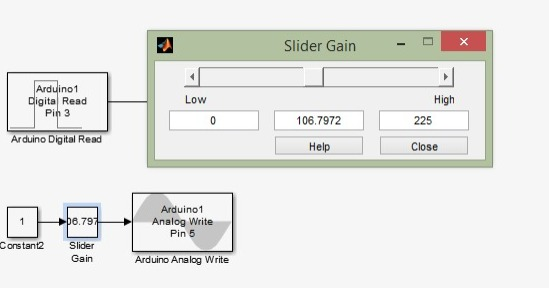 Slider Gain
Arduino1
Digital Read
Pin 3
Arduino Digital Read
Low
High
0
106.7972
225
Help
Close
1
Constant2
06.797
Slider
Gain
Arduino1
Analog Write
Pin 5
Arduino Analog Write